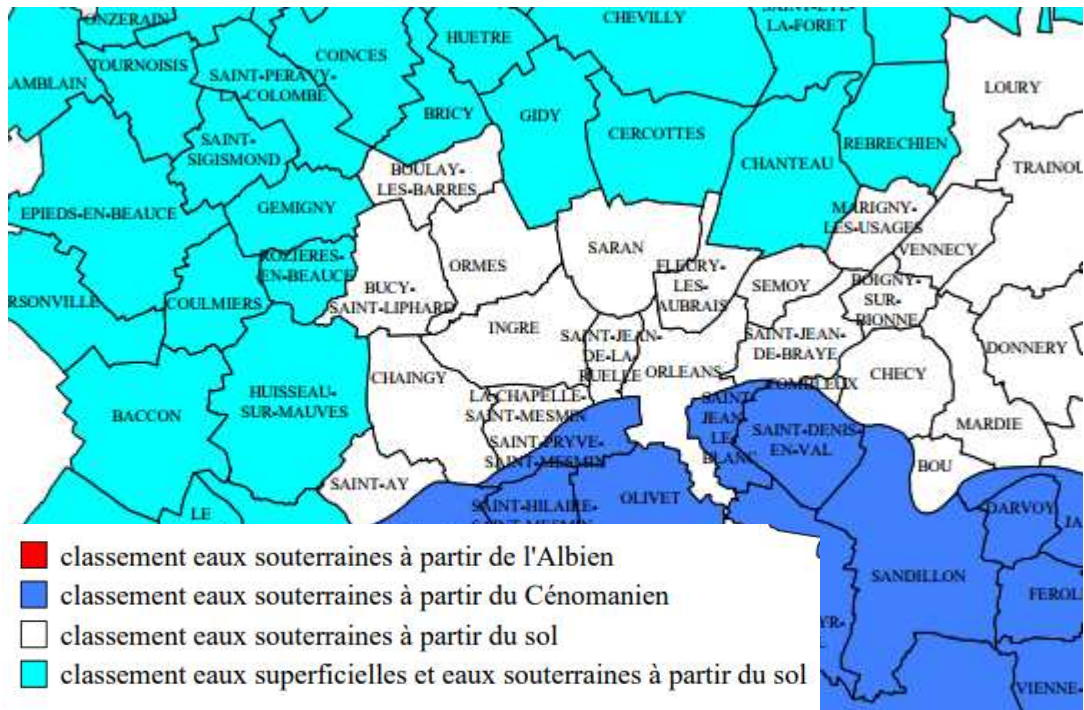 ONZERAIN
TOURNOISIS
AMBLAIN
COINCES
HUETRE
CHEVILLY
LA-FORET
LOURY
SAINT-PERAVY-
LA-COLOMBE
BRICY
GIDY
CERCOTTES
REBRECHIEN
SAINT-
SIGISMOND
BOULAY-
LES-BARRES
CHANTEAU
TRAINOU
EPIEDS-EN-BEAUCE
GEMIGNY
MARIGNY-
LES-USAGES
VENNECY
SARAN
ORMES
ROZIERES-
EN-BEAUCE
FLEURY-
LES-
AUBRAIS
SEMOY
BOIGNY-
SUR-
BIONNE
ERSONVILLE
COULMIERS
BUCY-
SAINT-LIPHARD
INGRE
SAINT-JEAN-
DE-LA
RUELLE
SAINT-JEAN-
DE-BRAYE
DONNERY
ORLEANS
CHAINGY
CHECY
COMBLEUX
BACCON
HUISSEAU-
SUR-MAUVES
LA-CHAPELLE-
SAINT-MESMIN
SAINT-
JEAN-
LE-
BLANC
SAINT-DENIS-
EN-VAL
MARDIE
SAINT-PRYVE-
SAINT-MESMIN
BOU
SAINT-AY
OLIVET
SAINT-HILAIRE-
SAINT-MESMIN
LE
DARVOY
JA
SANDILLON
FEROL
YR-
VIENNE-
classement eaux souterraines à partir de l'Albien
classement eaux souterraines à partir du Cénomanien
classement eaux souterraines à partir du sol
classement eaux superficielles et eaux souterraines à partir du sol